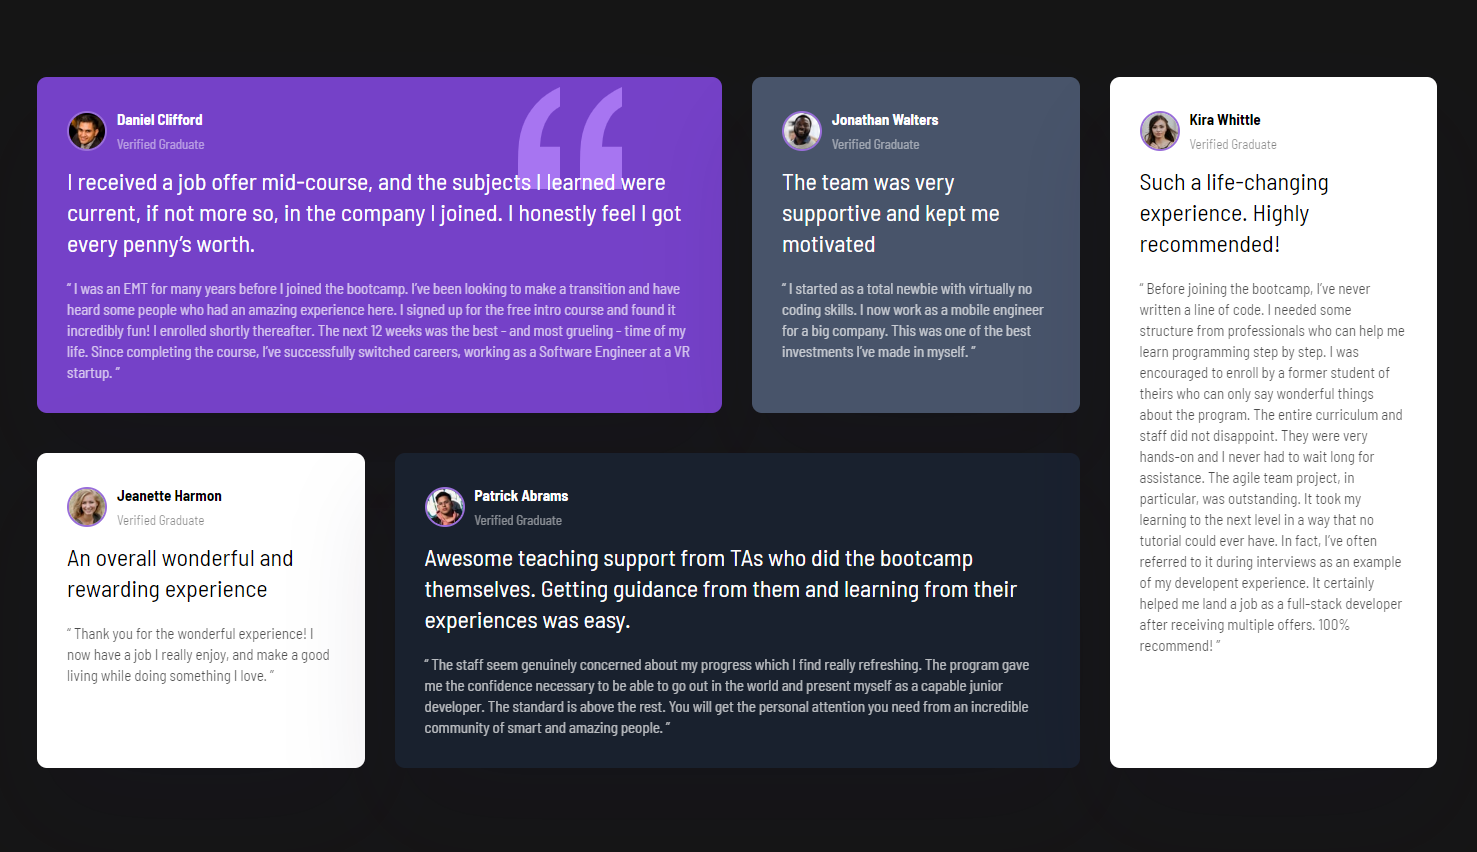 Daniel Clifford
Verified Graduate
I received a job offer mid-course, and the subjects I learned were
current, if not more so, in the company I joined. I honestly feel I got
every penny’s worth.
“ I was an EMT for many years before I joined the bootcamp. I’ve been looking to make a transition and have
heard some people who had an amazing experience here. I signed up for the free intro course and found it
incredibly fun! I enrolled shortly thereafter. The next 12 weeks was the best - and most grueling - time of my
life. Since completing the course, I’ve successfully switched careers, working as a Software Engineer at a VR
startup. ”
Jonathan Walters
Verified Graduate
The team was very
supportive and kept me
motivated
“ I started as a total newbie with virtually no
coding skills. I now work as a mobile engineer
for a big company. This was one of the best
investments I’ve made in myself. ”
Kira Whittle
Verified Graduate
Such a life-changing
experience. Highly
recommended!
“ Before joining the bootcamp, I’ve never
written a line of code. I needed some
structure from professionals who can help me
learn programming step by step. I was
encouraged to enroll by a former student of
theirs who can only say wonderful things
about the program. The entire curriculum and
staff did not disappoint. They were very
hands-on and I never had to wait long for
assistance. The agile team project, in
particular, was outstanding. It took my
learning to the next level in a way that no
tutorial could ever have. In fact, I’ve often
referred to it during interviews as an example
of my developent experience. It certainly
helped me land a job as a full-stack developer
after receiving multiple offers. 100%
recommend! ”
Jeanette Harmon
Verified Graduate
An overall wonderful and
rewarding experience
“ Thank you for the wonderful experience! I
now have a job I really enjoy, and make a good
living while doing something I love. ”
Patrick Abrams
Verified Graduate
Awesome teaching support from TAs who did the bootcamp
themselves. Getting guidance from them and learning from their
experiences was easy.
“ The staff seem genuinely concerned about my progress which I find really refreshing. The program gave
me the confidence necessary to be able to go out in the world and present myself as a capable junior
developer. The standard is above the rest. You will get the personal attention you need from an incredible
community of smart and amazing people. ”